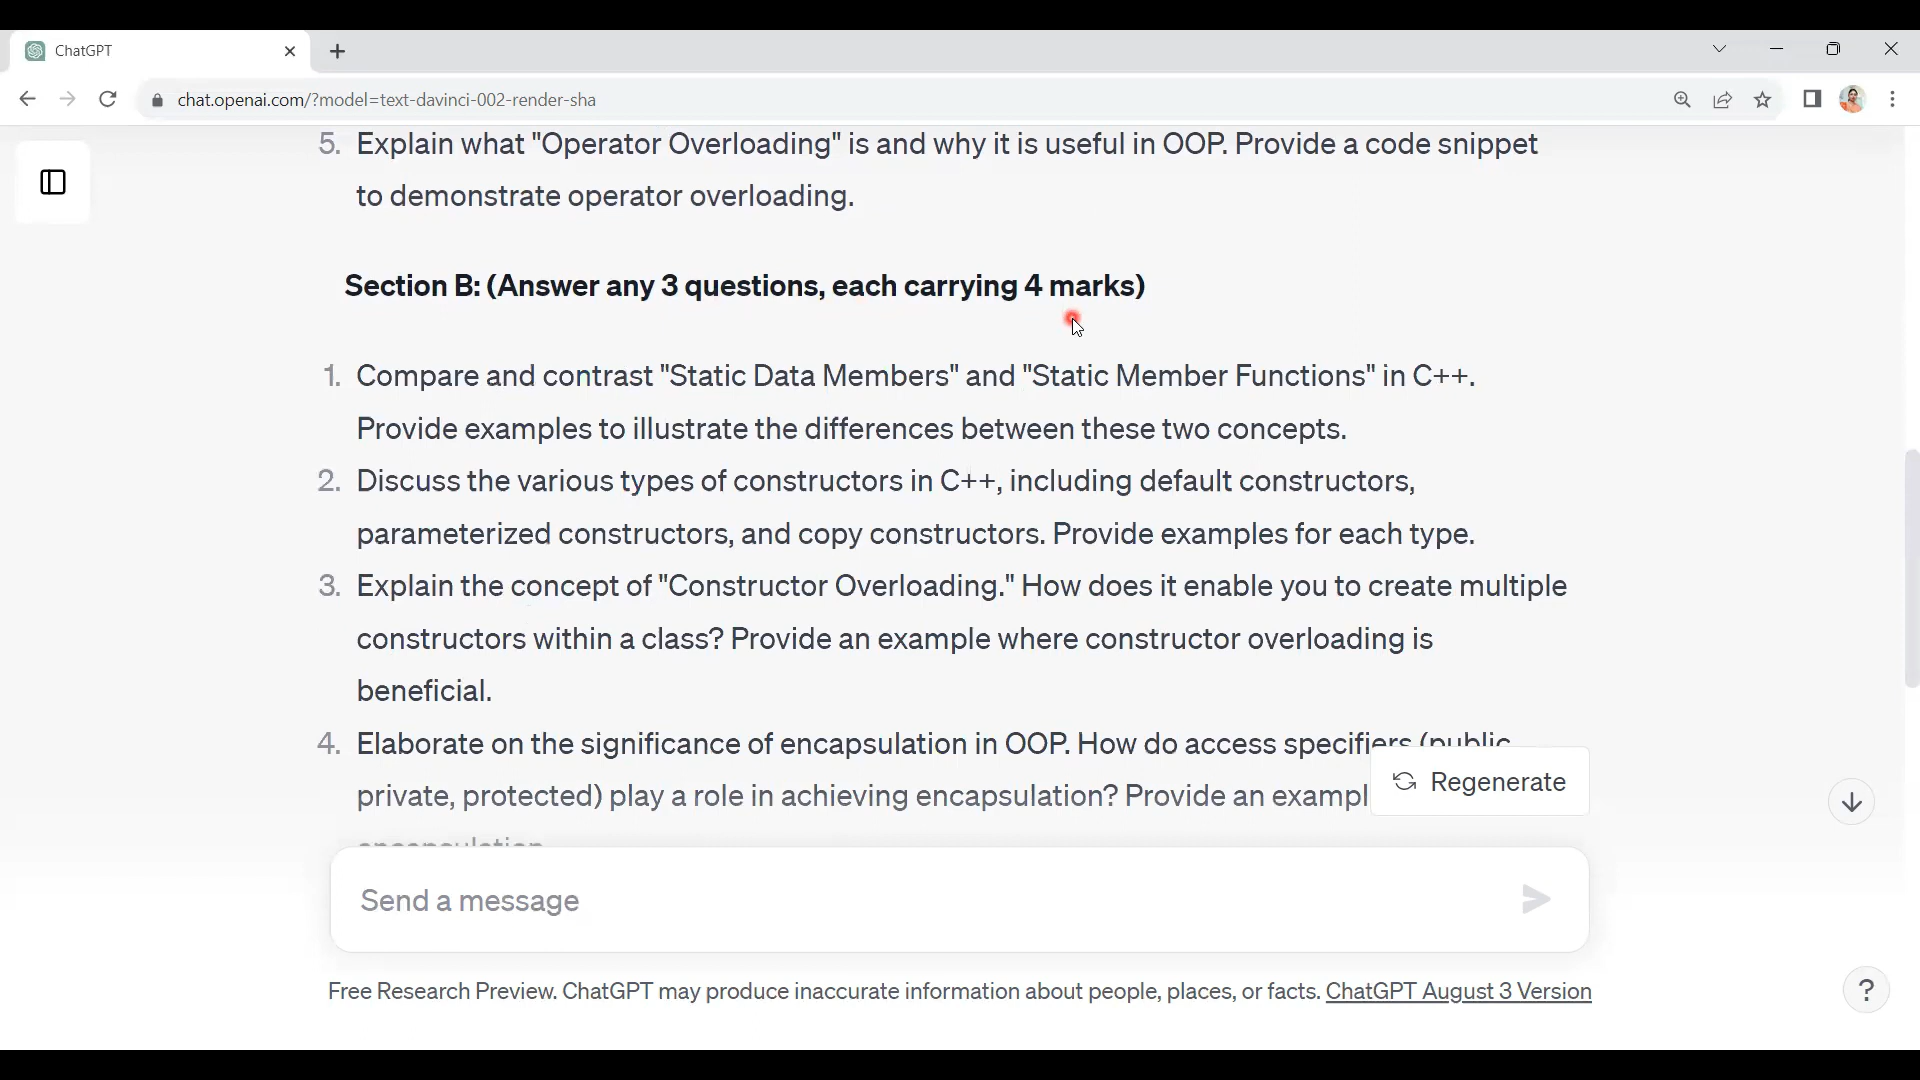 ChatGPT
chat.openai.com/?model=text-davinci-002-render-sha
5. Explain what "Operator Overloading" is and why it is useful in OOP. Provide a code snippet
to demonstrate operator overloading.
Section B: (Answer any 3 questions, each carrying 4 marks)
1. Compare and contrast "Static Data Members" and "Static Member Functions" in C++.
Provide examples to illustrate the differences between these two concepts.
2. Discuss the various types of constructors in C++, including default constructors,
parameterized constructors, and copy constructors. Provide examples for each type.
3. Explain the concept of "Constructor Overloading." How does it enable you to create multiple
constructors within a class? Provide an example where constructor overloading is
beneficial.
4. Elaborate on the significance of encapsulation in OOP. How do access specifiers (public
private, protected) play a role in achieving encapsulation? Provide an
Regenerate
Send a message
Free Research Preview. ChatGPT may produce inaccurate information about people, places, or facts. ChatGPT August 3 Version
?